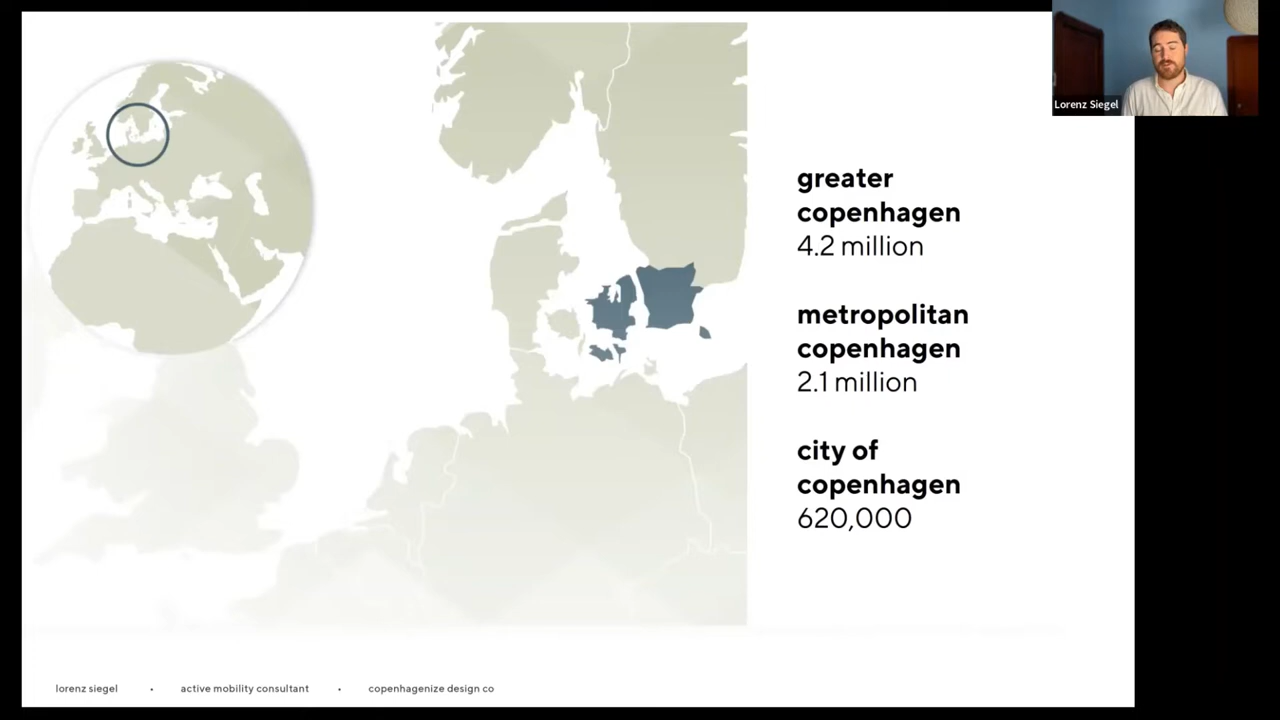 Lorenz Siegel
greater
copenhagen
4.2 million
metropolitan
copenhagen
2.1 million
city of
copenhagen
620,000
lorenz siegel • active mobility consultant • copenhagenize design co